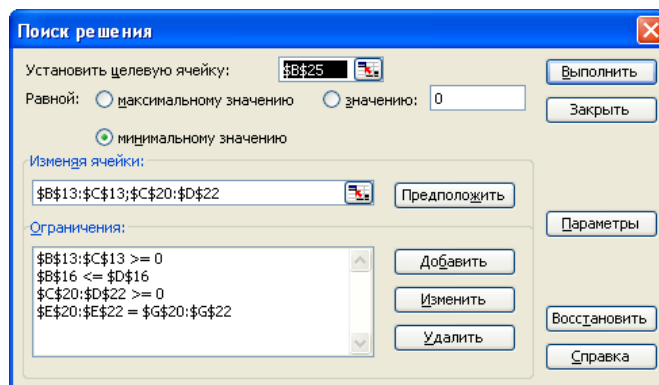 Поиск решения
Установить целевую ячейку: $B$25
Выполнить
Равной: максимальному значению значению: 0
Закрыть
минимальному значению
Изменяя ячейки:
$B$13:$C$13;$C$20:$D$22
Предположить
Параметры
Ограничения:
$B$13:$C$13 >= 0
$B$16 <= $D$16
$C$20:$D$22 >= 0
$E$20:$E$22 = $G$20:$G$22
Добавить
Изменить
Удалить
Восстановить
Справка